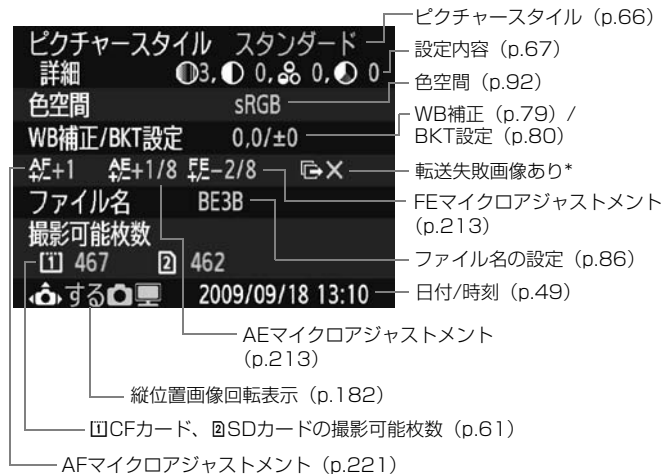 ピクチャースタイル スタンダード
詳細 3, 0, 0, 0
色空間 sRGB
WB補正/BKT設定 0,0/±0
AF+/−+1 AE+/−+1/8 FE+/−−2/8
ファイル名 BE3B
撮影可能枚数
[1] 467 [2] 462
する 2009/09/18 13:10
ピクチャースタイル（p.66）
設定内容（p.67）
色空間（p.92）
WB補正（p.79）/
BKT設定（p.80）
転送失敗画像あり*
FEマイクロアジャストメント
（p.213）
ファイル名の設定（p.86）
日付/時刻（p.49）
AEマイクロアジャストメント
（p.213）
縦位置画像回転表示（p.182）
[1]CFカード、[2]SDカードの撮影可能枚数（p.61）
AFマイクロアジャストメント（p.221）